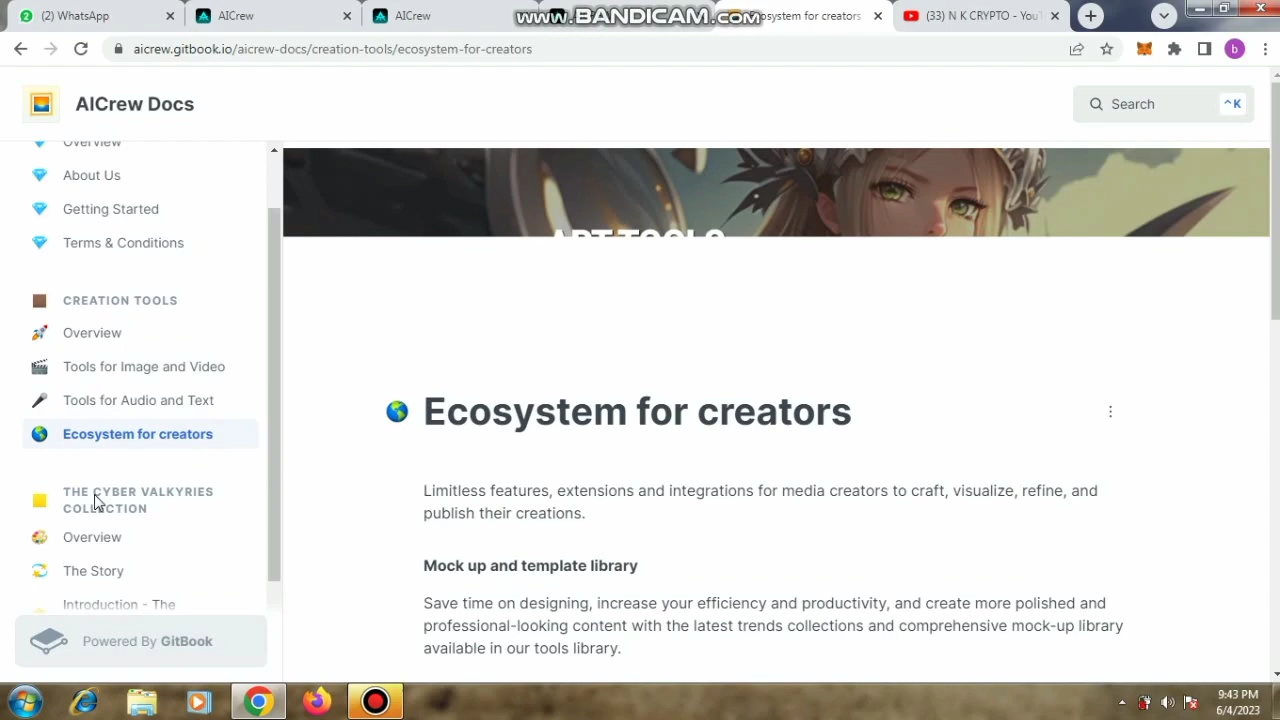 (2) WhatsApp
AICrew
AICrew
www.BANDICAM.com
osystem for creators
(33) N K CRYPTO - You
aicrew.gitbook.io/aicrew-docs/creation-tools/ecosystem-for-creators
b
AICrew Docs
Search
^K
Overview
About Us
Getting Started
Terms & Conditions
CREATION TOOLS
Overview
Tools for Image and Video
Tools for Audio and Text
Ecosystem for creators
THE CYBER VALKYRIES
COLLECTION
Overview
The Story
Introduction - The
Powered By GitBook
ART TOOLS
Ecosystem for creators
Limitless features, extensions and integrations for media creators to craft, visualize, refine, and
publish their creations.
Mock up and template library
Save time on designing, increase your efficiency and productivity, and create more polished and
professional-looking content with the latest trends collections and comprehensive mock-up library
available in our tools library.
9:43 PM
6/4/2023